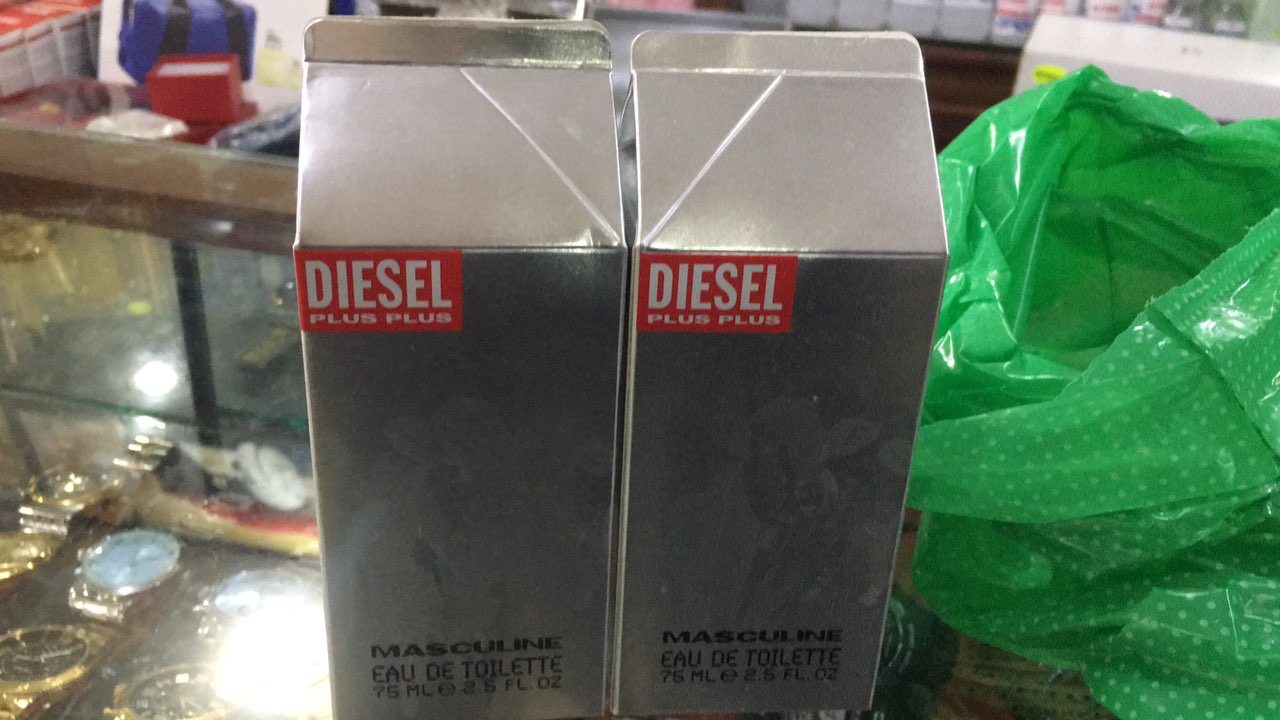 DIESEL
PLUS PLUS
MASCULINE
EAU DE TOILETTE
75 ML e 2.5 FL. OZ
DIESEL
PLUS PLUS
MASCULINE
EAU DE TOILETTE
75 ML e 2.5 FL. OZ